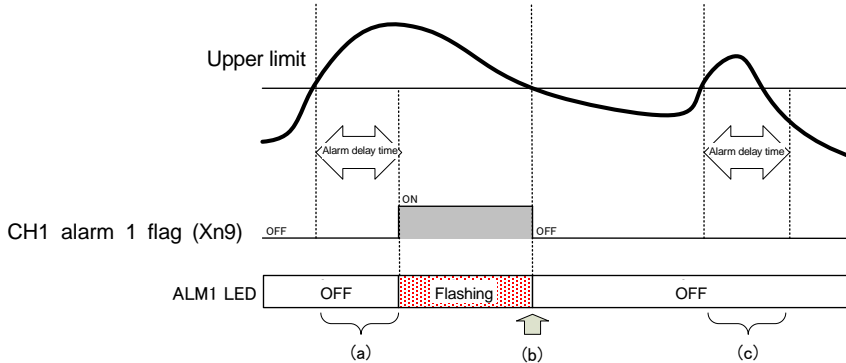 Upper limit
Alarm delay time
Alarm delay time
ON
CH1 alarm 1 flag (Xn9)
OFF
OFF
ALM1 LED
OFF
Flashing
OFF
(a)
(b)
(c)